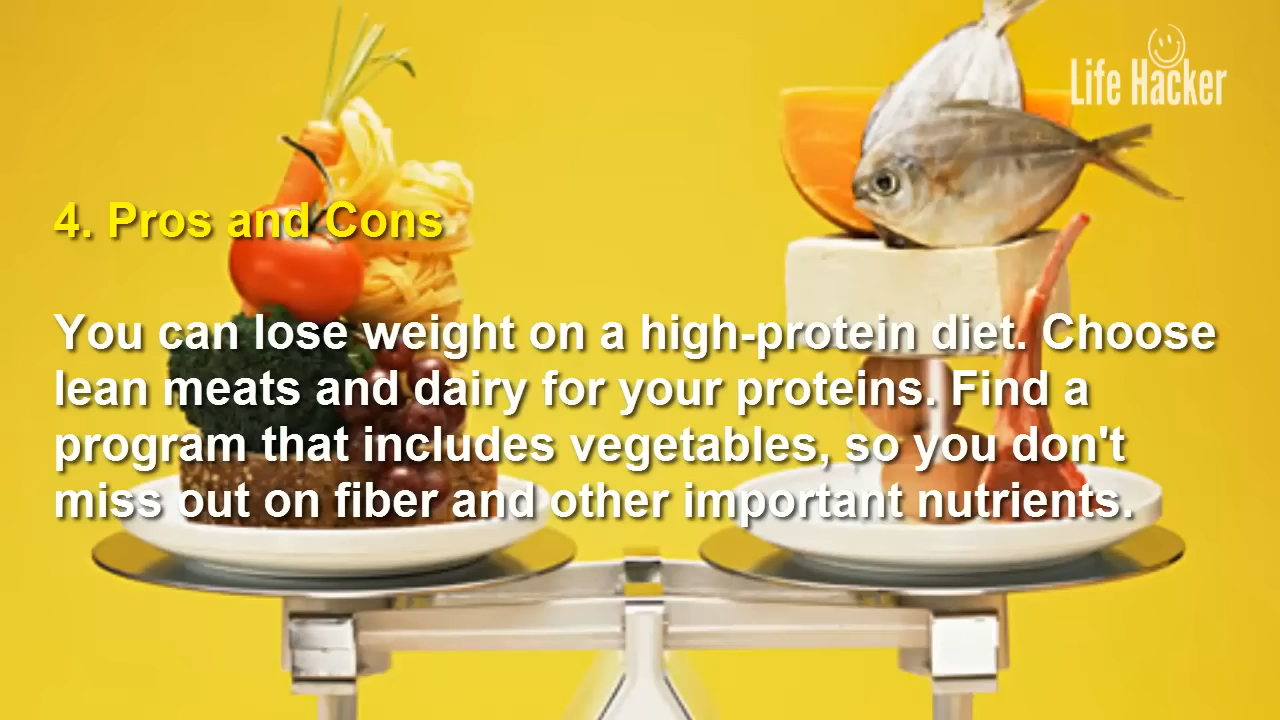 Life Hacker
4. Pros and Cons
You can lose weight on a high-protein diet. Choose
lean meats and dairy for your proteins. Find a
program that includes vegetables, so you don't
miss out on fiber and other important nutrients.